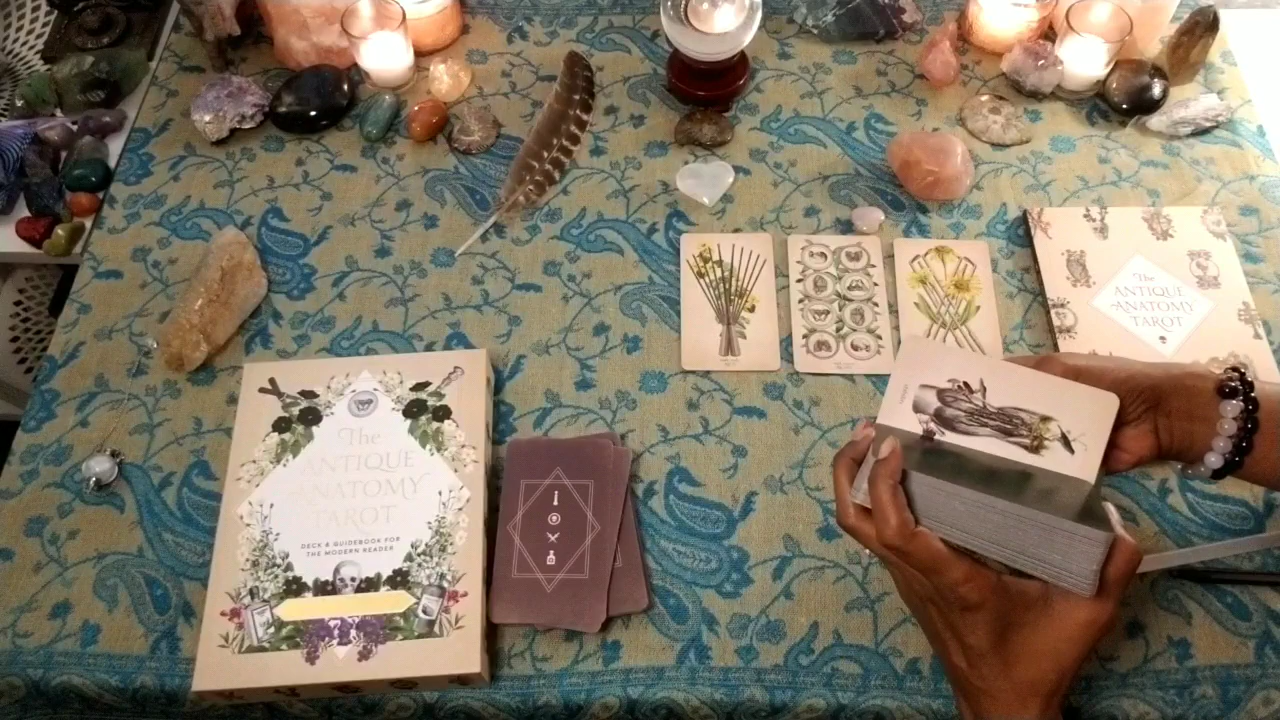 The
ANTIQUE
ANATOMY
TAROT
DECK & GUIDEBOOK FOR
THE MODERN READER
The
ANTIQUE
ANATOMY
TAROT